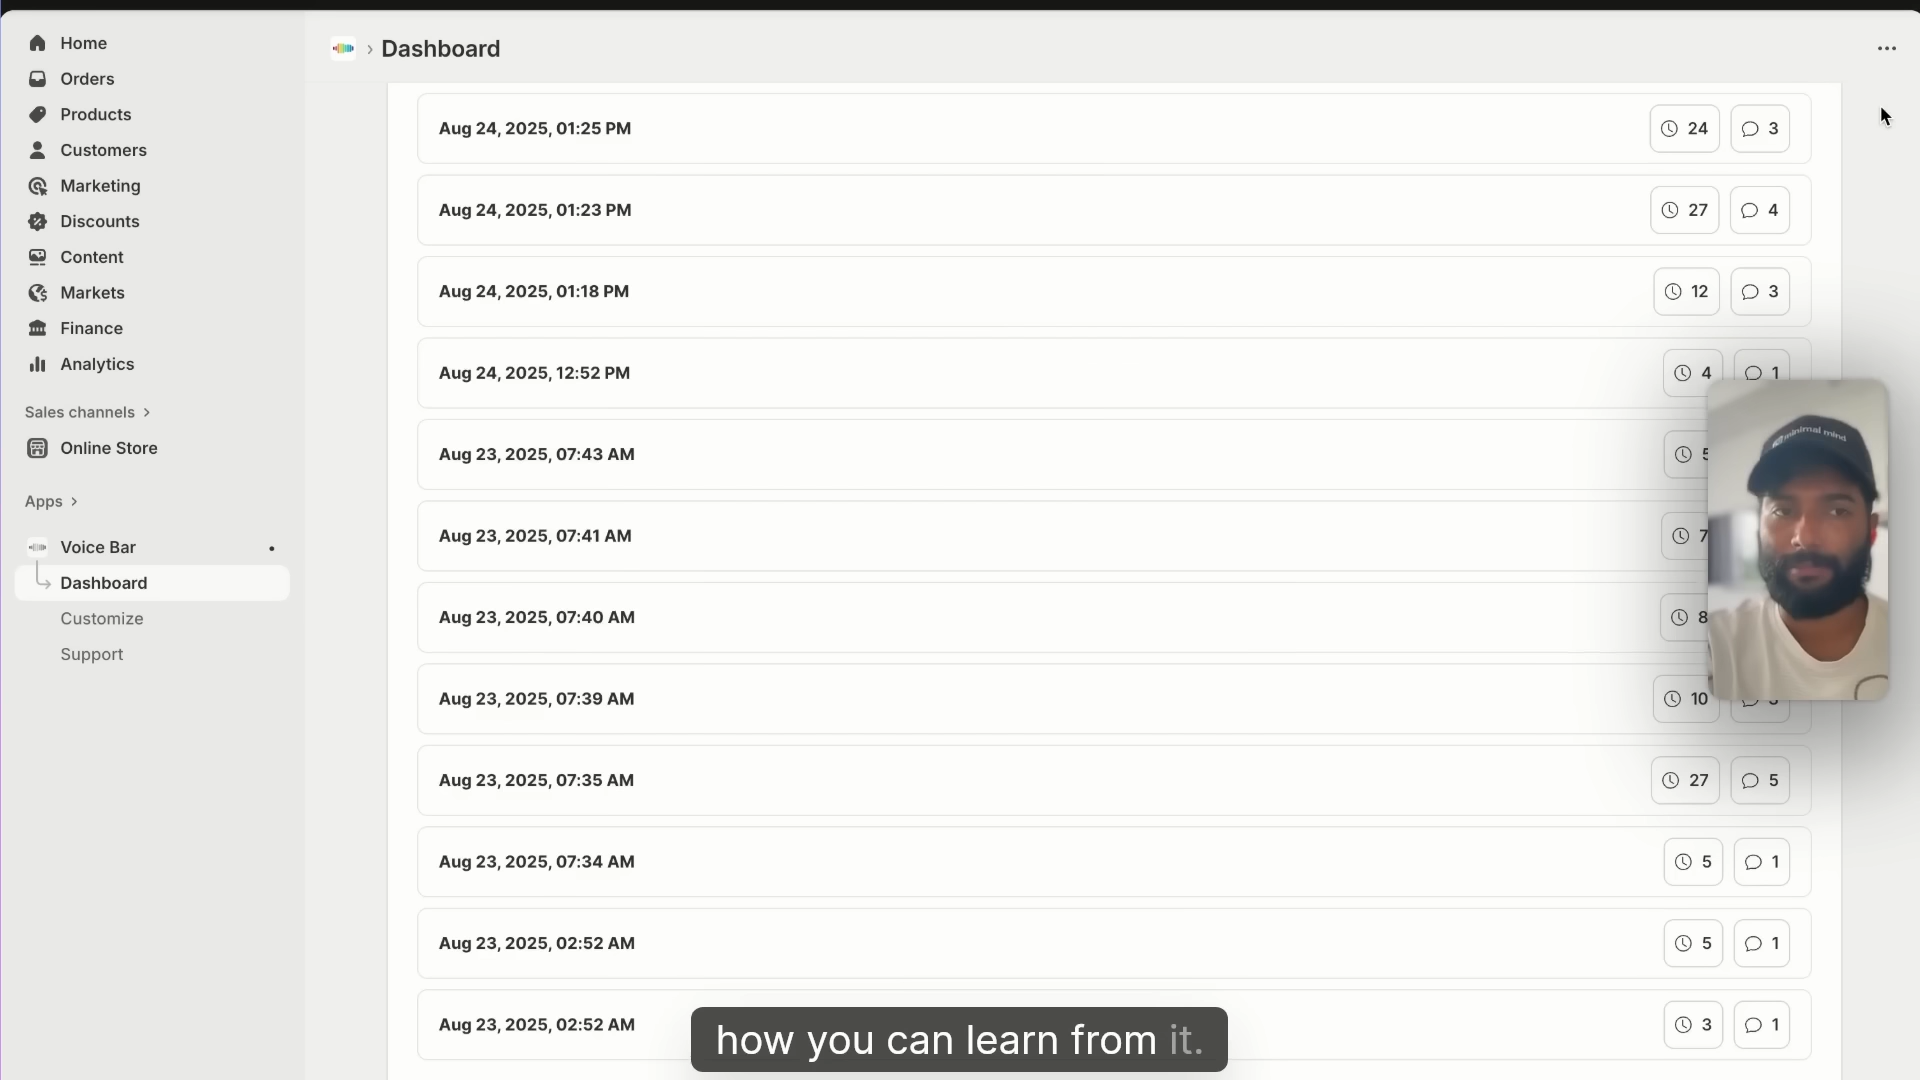 Home
Orders
Products
Customers
Marketing
Discounts
Content
Markets
Finance
Analytics
Sales channels
Online Store
Apps
Voice Bar
Dashboard
Customize
Support
Dashboard
Aug 24, 2025, 01:25 PM 24 3
Aug 24, 2025, 01:23 PM 27 4
Aug 24, 2025, 01:18 PM 12 3
Aug 24, 2025, 12:52 PM 4 1
Aug 23, 2025, 07:43 AM 5
Aug 23, 2025, 07:41 AM 7
Aug 23, 2025, 07:40 AM 8
Aug 23, 2025, 07:39 AM 10
Aug 23, 2025, 07:35 AM 27 5
Aug 23, 2025, 07:34 AM 5 1
Aug 23, 2025, 02:52 AM 5 1
Aug 23, 2025, 02:52 AM 3 1
minimal mind
how you can learn from it.